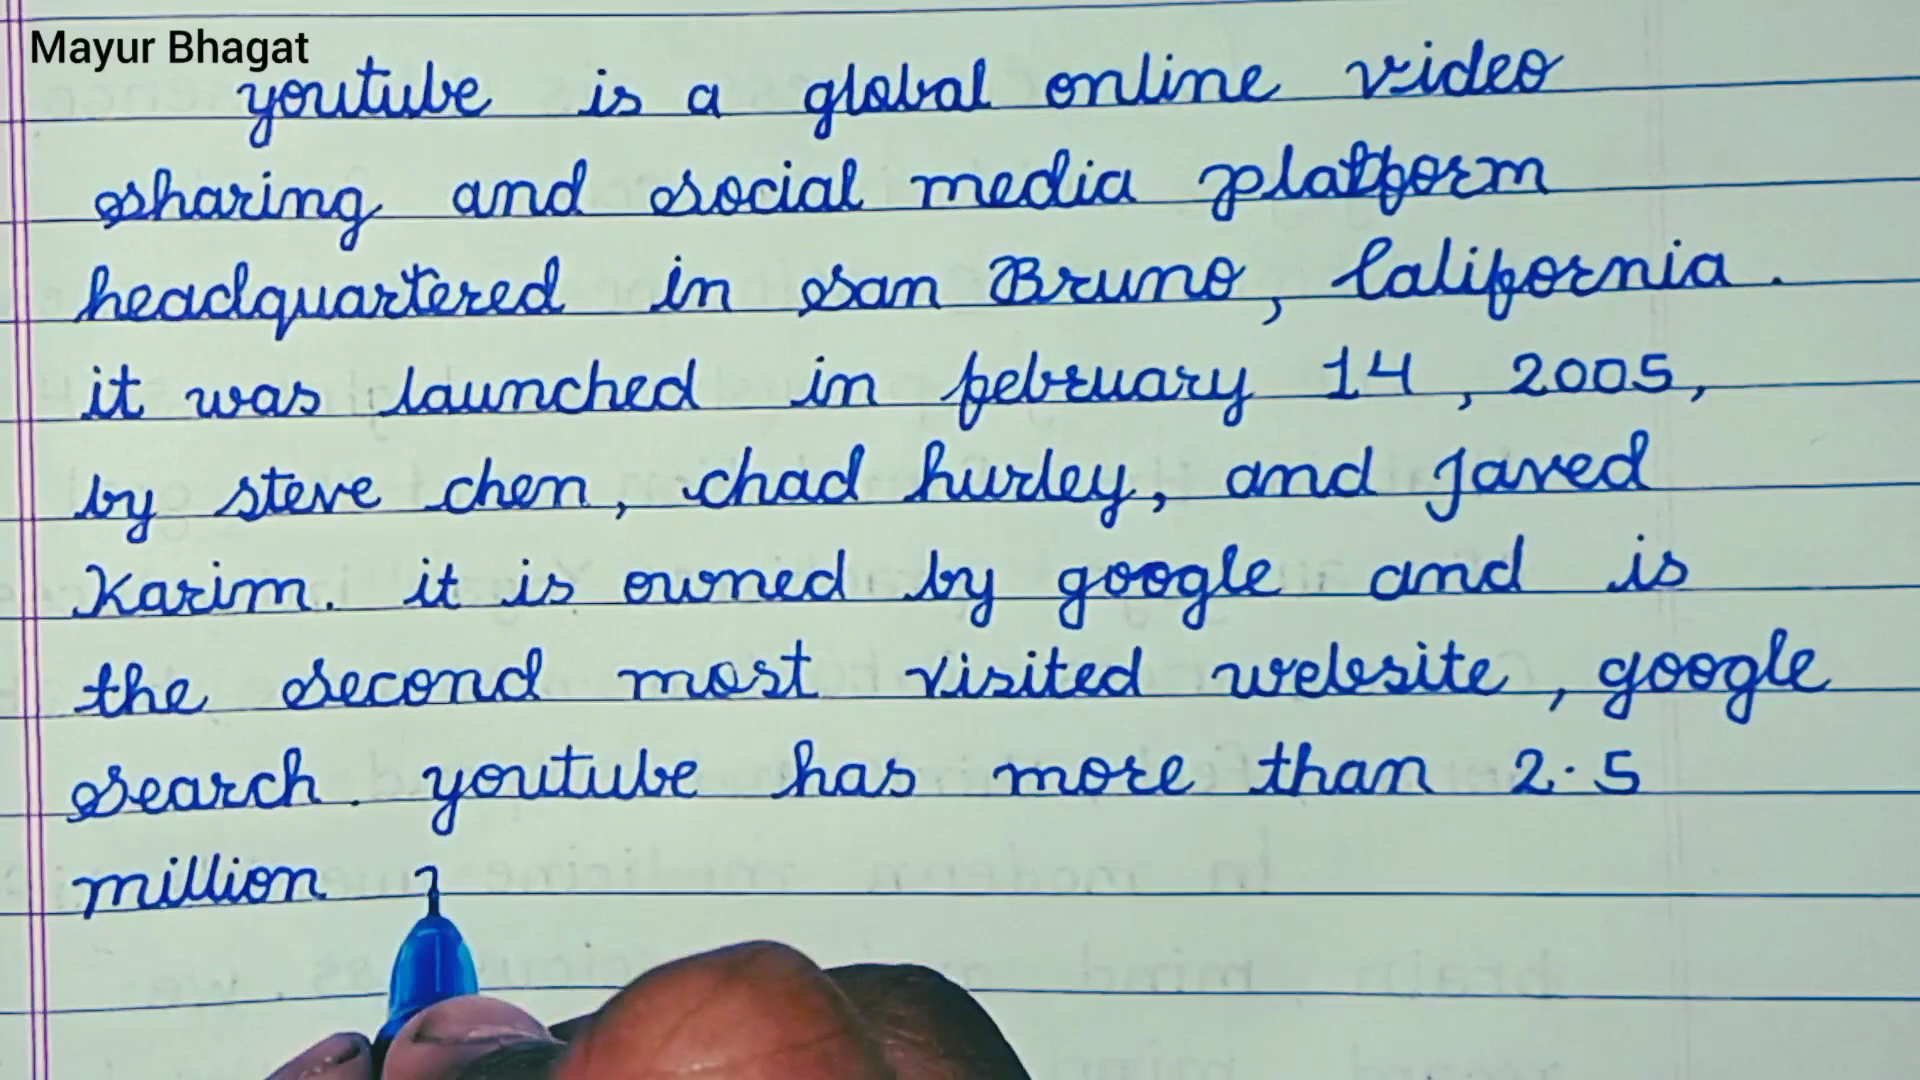 Mayur Bhagat
youtube is a global online video
sharing and social media platform
headquartered in san Bruno, California.
it was launched in february 14, 2005,
by steve chen, chad hurley, and Javed
Karim. it is owned by google and is
the second most visited website, google
search. youtube has more than 2.5
million